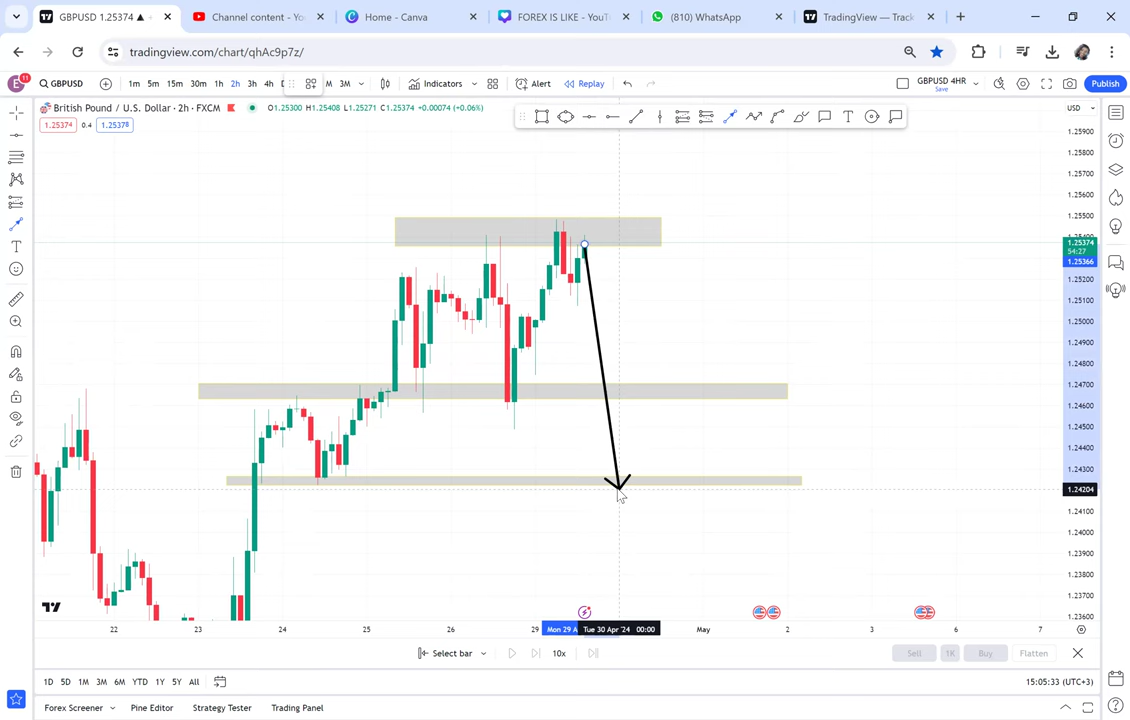 GBPUSD 1.25374 ▲
Channel content - Yo
Home - Canva
FOREX IS LIKE - YouT
(810) WhatsApp
TradingView — Track
tradingview.com/chart/qhAc9p7z/
E 11 GBPUSD 1m 5m 15m 30m 1h 2h 3h 4h M 3M Indicators Alert Replay GBPUSD 4HR Save Publish
British Pound / U.S. Dollar · 2h · FXCM O1.25300 H1.25408 L1.25271 C1.25374 +0.00074 (+0.06%)
USD
1.25374 0.4 1.25378
1.25900
1.25800
1.25700
1.25600
1.25500
1.25374
54:27
1.25366
1.25200
1.25100
1.25000
1.24900
1.24800
1.24700
1.24600
1.24500
1.24400
1.24300
1.24204
1.24100
1.24000
1.23900
1.23800
1.23700
1.23600
22 23 24 25 26 29 Mon 29 A Tue 30 Apr '24 00:00 May 2 3 6 7
Select bar 10x Sell 1K Buy Flatten
1D 5D 1M 3M 6M YTD 1Y 5Y All 15:05:33 (UTC+3)
Forex Screener Pine Editor Strategy Tester Trading Panel